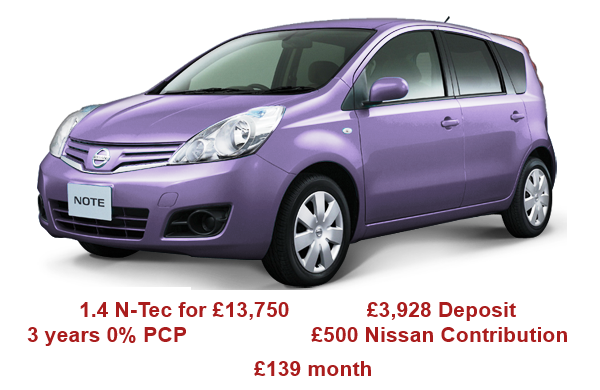 NOTE
1.4 N-Tec for £13,750 £3,928 Deposit
3 years 0% PCP £500 Nissan Contribution
£139 month